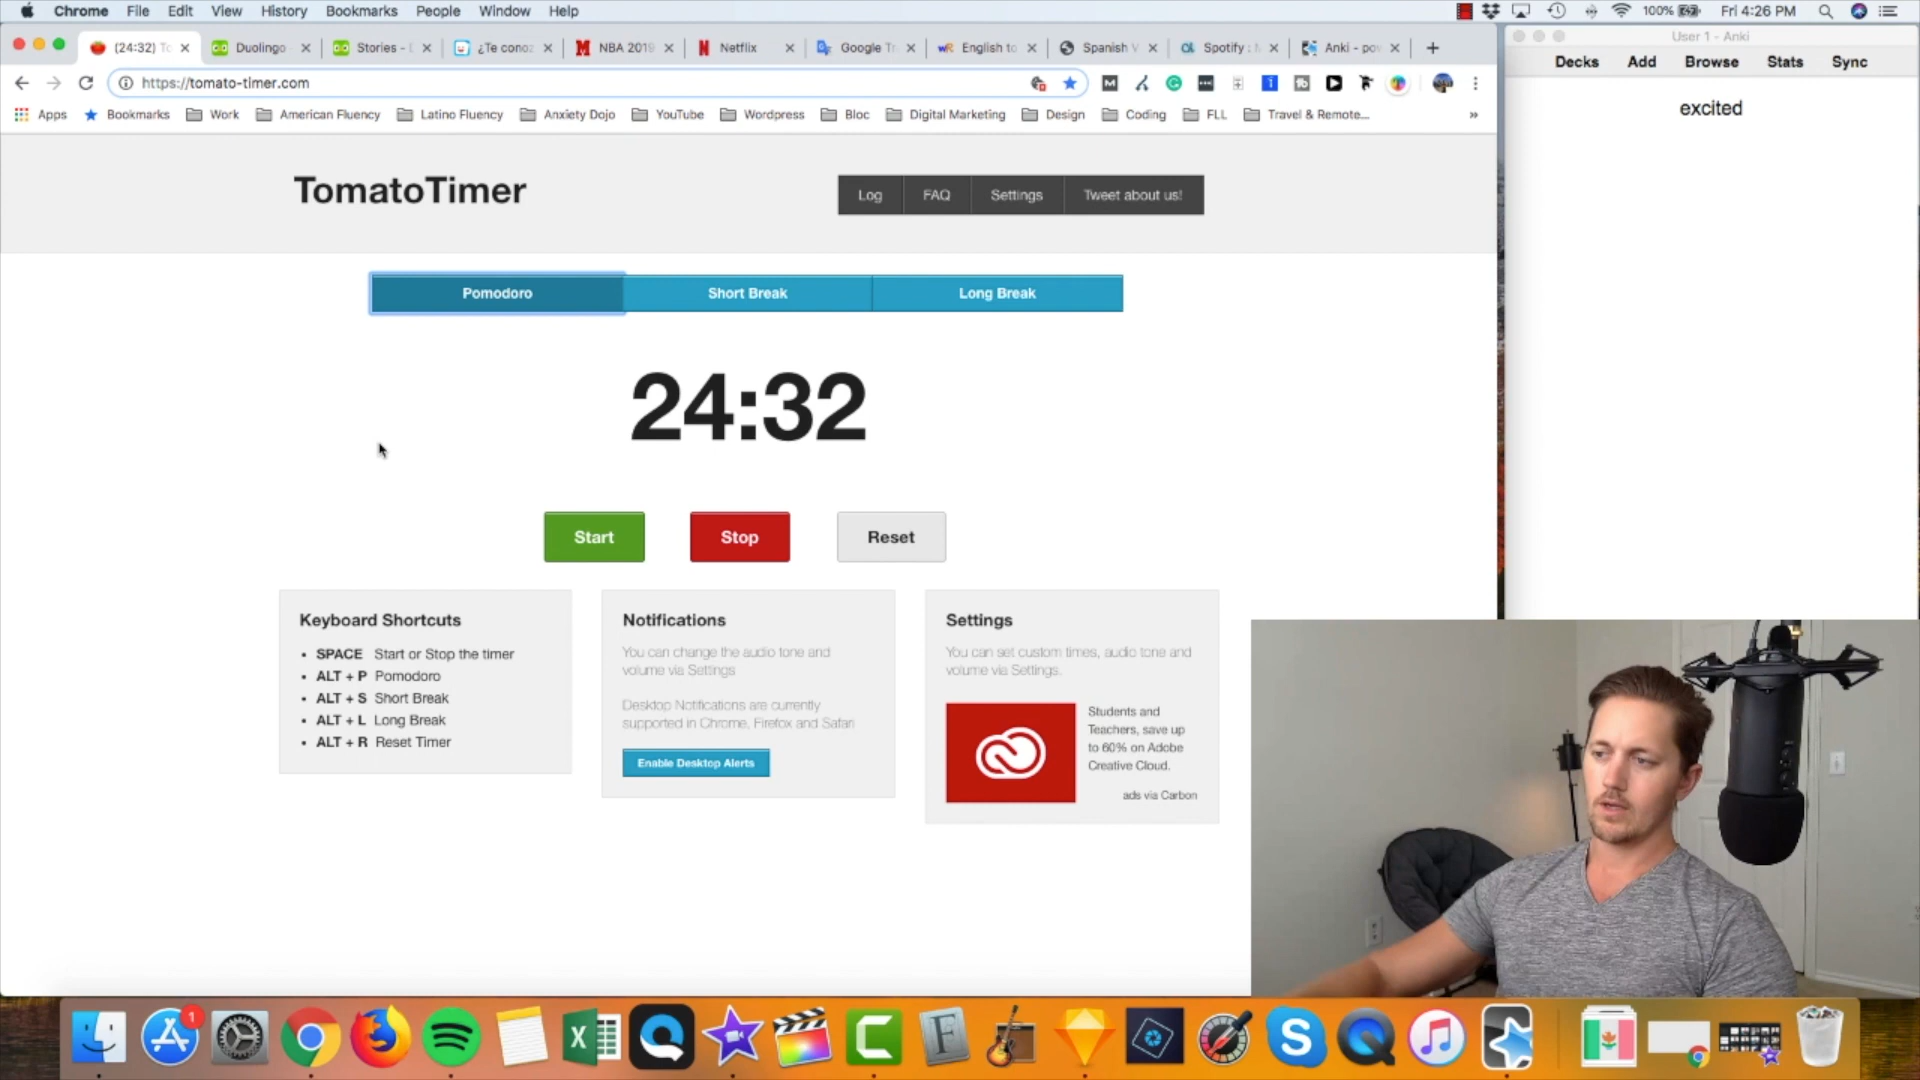 Chrome File Edit View History Bookmarks People Window Help 100% Fri 4:26 PM
User 1 - Anki
(24:32) To Duolingo Stories - D ¿Te conoz NBA 2019 Netflix Google Tr English to Spanish V Spotify : Anki - pow
Decks Add Browse Stats Sync
https://tomato-timer.com
Apps Bookmarks Work American Fluency Latino Fluency Anxiety Dojo YouTube Wordpress Bloc Digital Marketing Design Coding FLL Travel & Remote... »
excited
TomatoTimer
Log FAQ Settings Tweet about us!
Pomodoro Short Break Long Break
24:32
Start Stop Reset
Keyboard Shortcuts
• SPACE Start or Stop the timer
• ALT + P Pomodoro
• ALT + S Short Break
• ALT + L Long Break
• ALT + R Reset Timer
Notifications
You can change the audio tone and
volume via Settings
Desktop Notifications are currently
supported in Chrome, Firefox and Safari
Enable Desktop Alerts
Settings
You can set custom times, audio tone and
volume via Settings.
Students and
Teachers, save up
to 60% on Adobe
Creative Cloud.
ads via Carbon
1